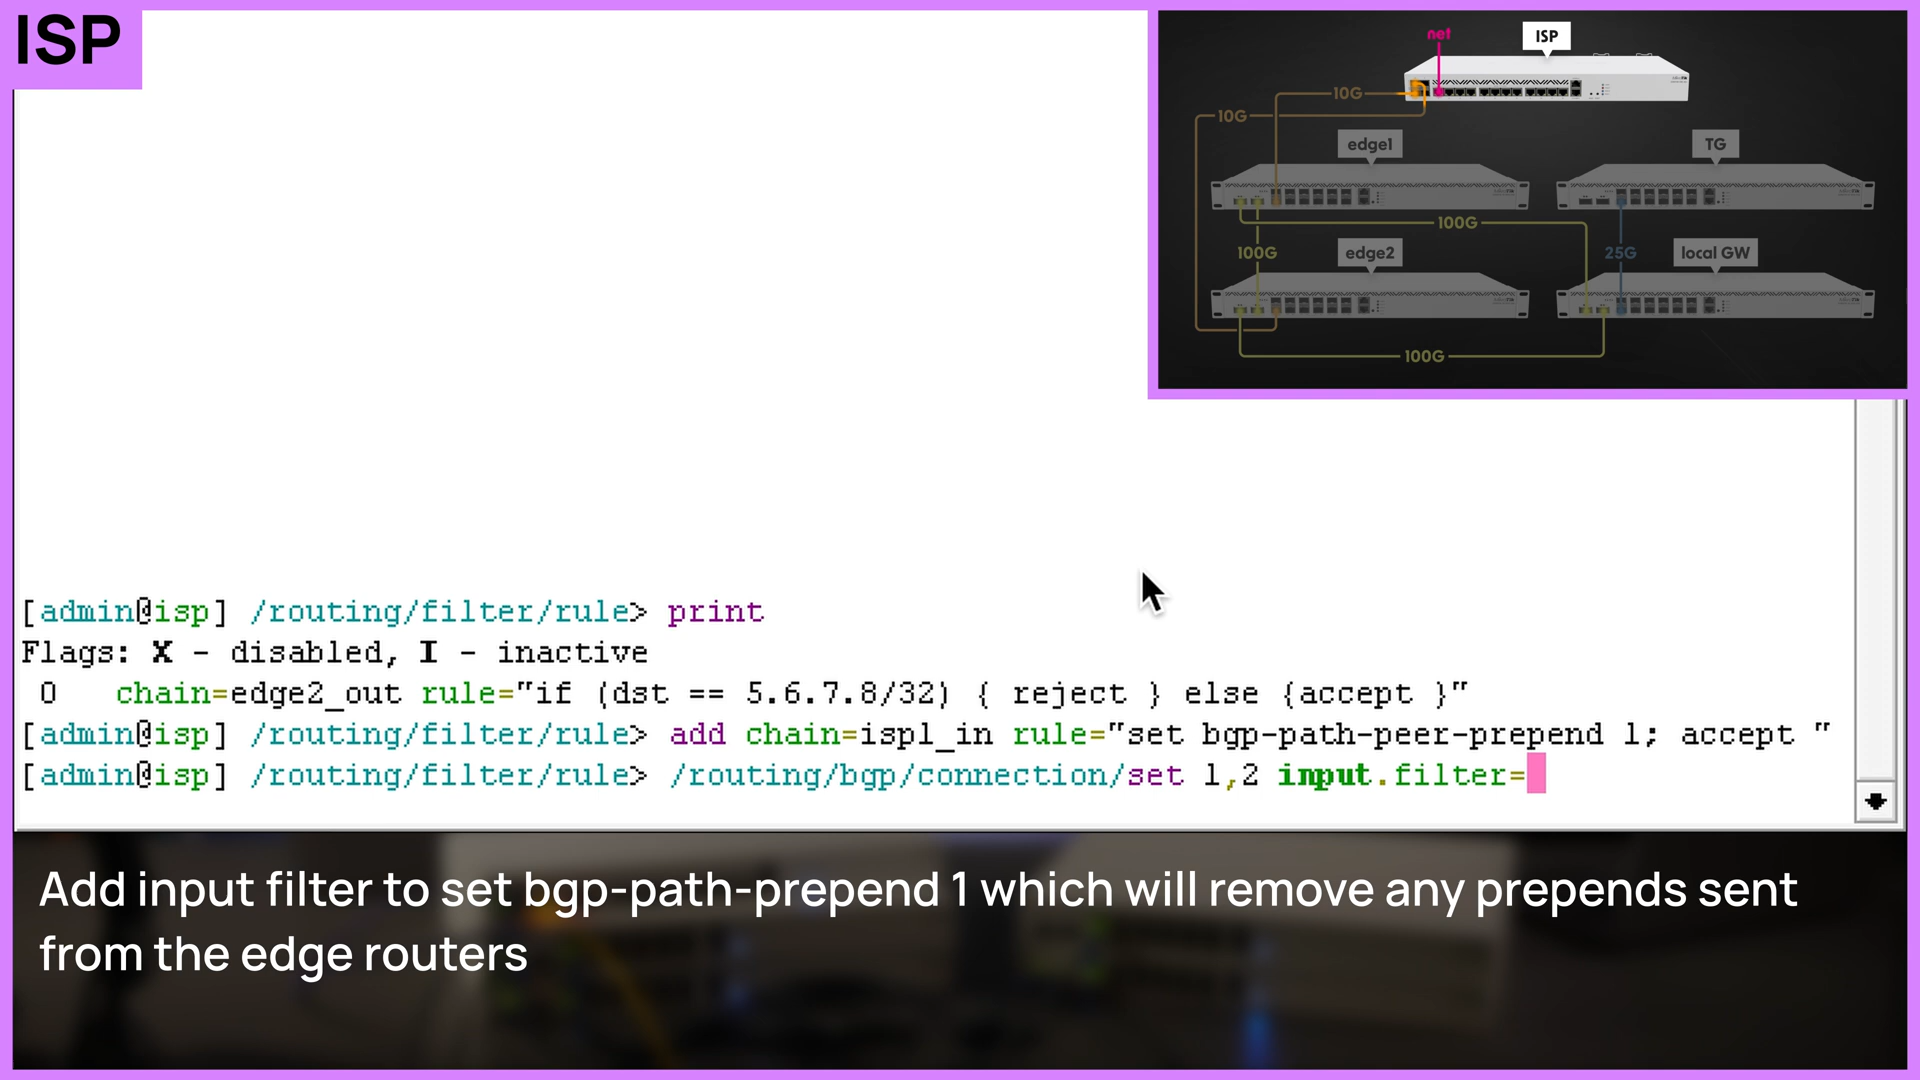 ISP
net
ISP
10G
10G
edge1
TG
100G
100G
edge2
25G
local GW
100G
[admin@isp] /routing/filter/rule> print
Flags: X - disabled, I - inactive
0 chain=edge2_out rule="if (dst == 5.6.7.8/32) { reject } else {accept }"
[admin@isp] /routing/filter/rule> add chain=isp1_in rule="set bgp-path-peer-prepend 1; accept "
[admin@isp] /routing/filter/rule> /routing/bgp/connection/set 1,2 input.filter=
Add input filter to set bgp-path-prepend 1 which will remove any prepends sent
from the edge routers